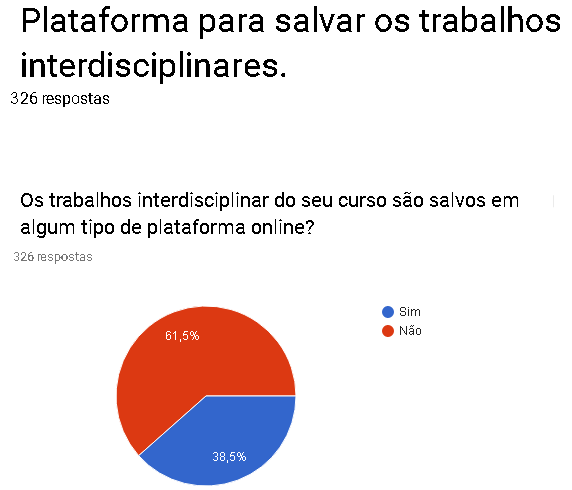 Plataforma para salvar os trabalhos
interdisciplinares.
326 respostas
Os trabalhos interdisciplinar do seu curso são salvos em
algum tipo de plataforma online?
326 respostas
Sim
Não
61,5%
38,5%